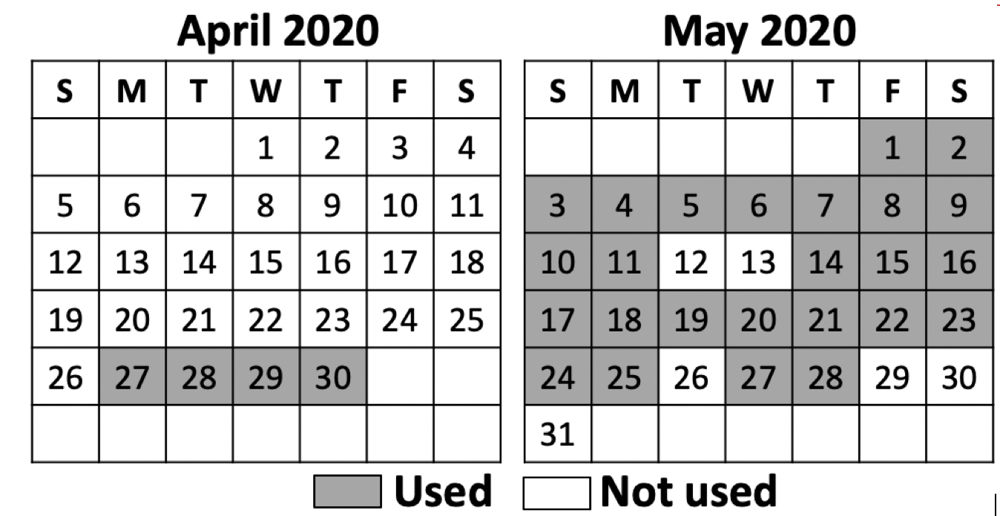 April 2020 May 2020
S M T W T F S S M T W T F S
1 2 3 4 1 2
5 6 7 8 9 10 11 3 4 5 6 7 8 9
12 13 14 15 16 17 18 10 11 12 13 14 15 16
19 20 21 22 23 24 25 17 18 19 20 21 22 23
26 27 28 29 30 24 25 26 27 28 29 30
31
Used Not used